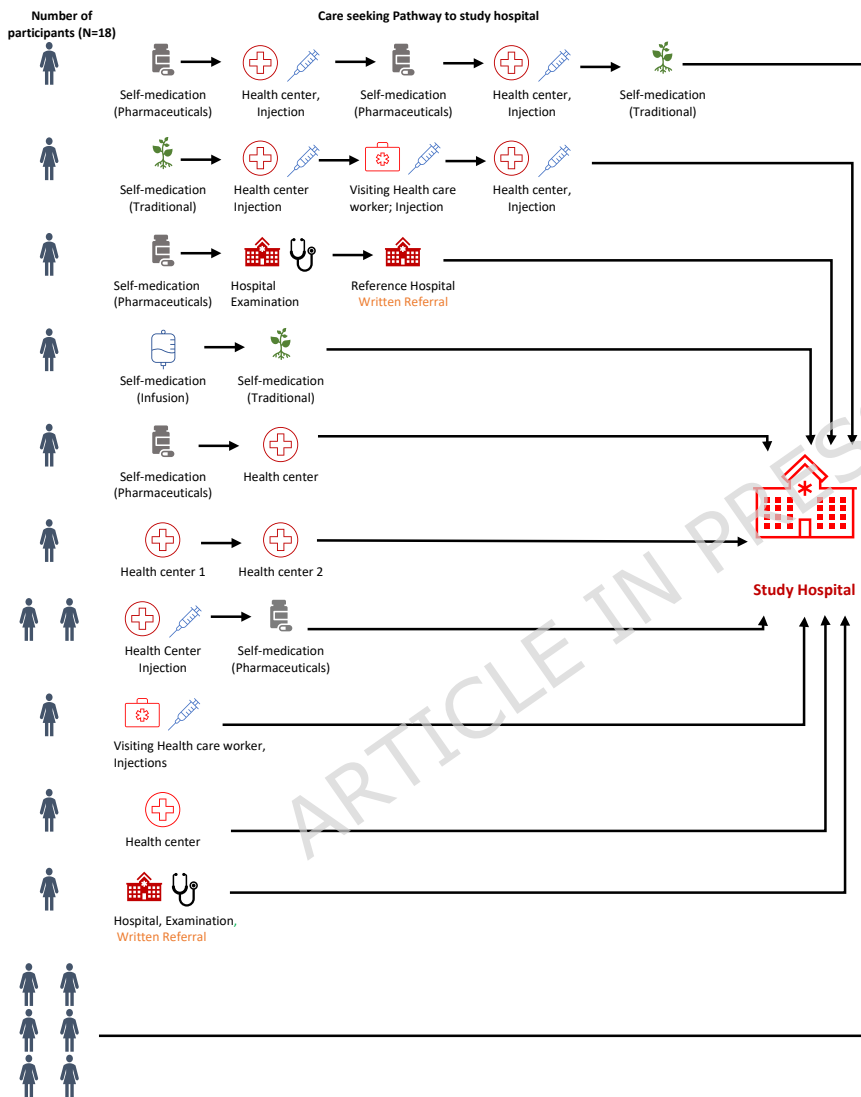 Number of
participants (N=18)
Care seeking Pathway to study hospital
Self-medication
(Pharmaceuticals)
Health center,
Injection
Self-medication
(Pharmaceuticals)
Health center,
Injection
Self-medication
(Traditional)
Self-medication
(Traditional)
Health center
Injection
Visiting Health care
worker; Injection
Health center,
Injection
Self-medication
(Pharmaceuticals)
Hospital
Examination
Reference Hospital
Written Referral
Self-medication
(Infusion)
Self-medication
(Traditional)
Self-medication
(Pharmaceuticals)
Health center
Health center 1
Health center 2
Study Hospital
Health Center
Injection
Self-medication
(Pharmaceuticals)
Visiting Health care worker,
Injections
Health center
Hospital, Examination,
Written Referral
ARTICLE IN PRES